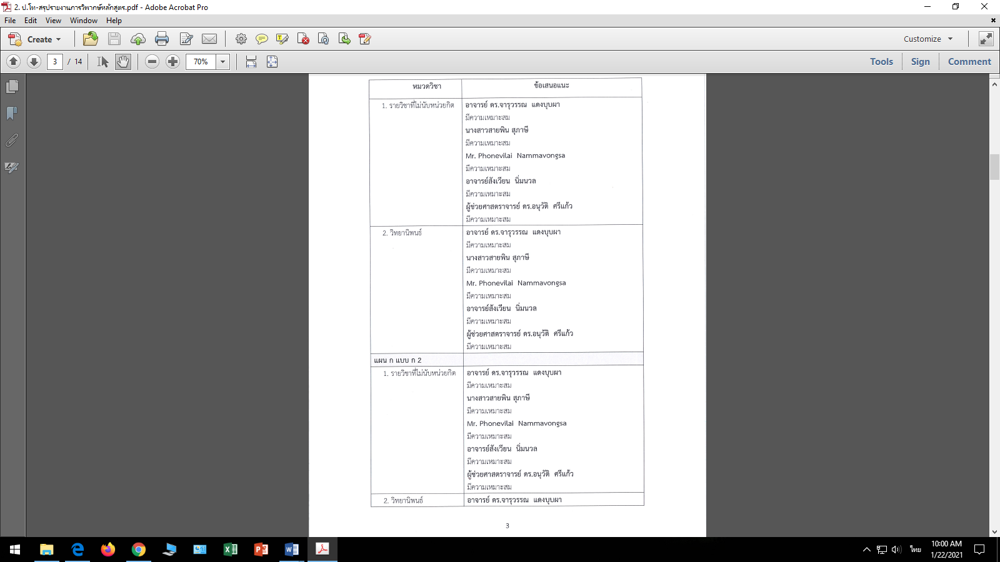 2. ป.โท-สรุปรายงานการวิพากษ์หลักสูตร.pdf - Adobe Acrobat Pro
File Edit View Window Help
Create
Customize
3 / 14
70%
Tools Sign Comment
หมวดวิชา ข้อเสนอแนะ
1. รายวิชาที่ไม่นับหน่วยกิต อาจารย์ ดร.จารุวรรณ แดงบุบผา
มีความเหมาะสม
นางสาวสายพิน สุภาษี
มีความเหมาะสม
Mr. Phonevilai Nammavongsa
มีความเหมาะสม
อาจารย์สังเวียน นิ่มนวล
มีความเหมาะสม
ผู้ช่วยศาสตราจารย์ ดร.อนุวัติ ศรีแก้ว
มีความเหมาะสม
2. วิทยานิพนธ์ อาจารย์ ดร.จารุวรรณ แดงบุบผา
มีความเหมาะสม
นางสาวสายพิน สุภาษี
มีความเหมาะสม
Mr. Phonevilai Nammavongsa
มีความเหมาะสม
อาจารย์สังเวียน นิ่มนวล
มีความเหมาะสม
ผู้ช่วยศาสตราจารย์ ดร.อนุวัติ ศรีแก้ว
มีความเหมาะสม
แผน ก แบบ ก 2
1. รายวิชาที่ไม่นับหน่วยกิต อาจารย์ ดร.จารุวรรณ แดงบุบผา
มีความเหมาะสม
นางสาวสายพิน สุภาษี
มีความเหมาะสม
Mr. Phonevilai Nammavongsa
มีความเหมาะสม
อาจารย์สังเวียน นิ่มนวล
มีความเหมาะสม
ผู้ช่วยศาสตราจารย์ ดร.อนุวัติ ศรีแก้ว
มีความเหมาะสม
2. วิทยานิพนธ์ อาจารย์ ดร.จารุวรรณ แดงบุบผา
3
ไทย
10:00 AM
1/22/2021